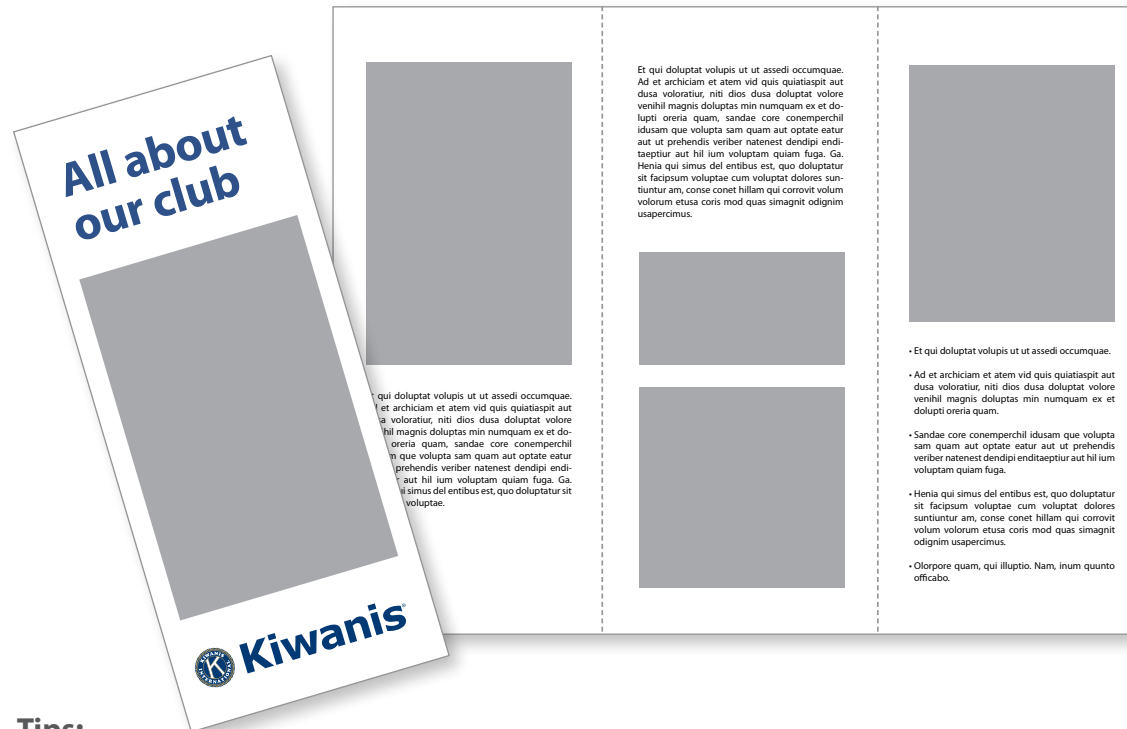 All about
our club
KIWANIS
INTERNATIONAL
K
Kiwanis®
qui doluptat volupis ut ut assedi occumquae.
et archiciam et atem vid quis quiatiaspit aut
voloratiur, niti dios dusa doluptat volore
magnis doluptas min numquam ex et do-
oreria quam, sandae core conemperchil
que volupta sam quam aut optate eatur
prehendis veriber natenest dendipi endi-
aut hil ium voluptam quiam fuga. Ga.
simus del entibus est, quo doluptatur sit
voluptae.
Et qui doluptat volupis ut ut assedi occumquae.
Ad et archiciam et atem vid quis quiatiaspit aut
dusa voloratiur, niti dios dusa doluptat volore
venihil magnis doluptas min numquam ex et do-
lupti oreria quam, sandae core conemperchil
idusam que volupta sam quam aut optate eatur
aut ut prehendis veriber natenest dendipi endi-
taeptiur aut hil ium voluptam quiam fuga. Ga.
Henia qui simus del entibus est, quo doluptatur
sit facipsum voluptae cum voluptat dolores sun-
tiuntur am, conse conet hillam qui corrovit volum
volorum etusa coris mod quas simagnit odignim
usapercimus.
• Et qui doluptat volupis ut ut assedi occumquae.
• Ad et archiciam et atem vid quis quiatiaspit aut
dusa voloratiur, niti dios dusa doluptat volore
venihil magnis doluptas min numquam ex et
dolupti oreria quam.
• Sandae core conemperchil idusam que volupta
sam quam aut optate eatur aut ut prehendis
veriber natenest dendipi enditaeptiur aut hil ium
voluptam quiam fuga.
• Henia qui simus del entibus est, quo doluptatur
sit facipsum voluptae cum voluptat dolores
suntiuntur am, conse conet hillam qui corrovit
volum volorum etusa coris mod quas simagnit
odignim usapercimus.
• Olorpore quam, qui illuptio. Nam, inum quunto
officabo.
Tips: